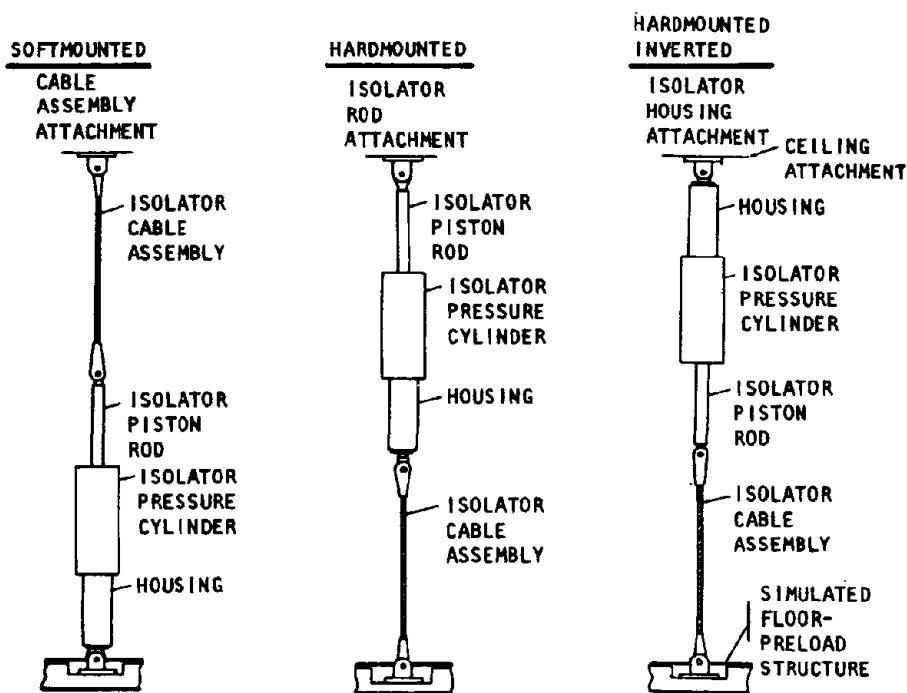 SOFTMOUNTED
CABLE
ASSEMBLY
ATTACHMENT
ISOLATOR
CABLE
ASSEMBLY
ISOLATOR
PISTON
ROD
ISOLATOR
PRESSURE
CYLINDER
HOUSING
HARDMOUNTED
ISOLATOR
ROD
ATTACHMENT
ISOLATOR
PISTON
ROD
ISOLATOR
PRESSURE
CYLINDER
HOUSING
ISOLATOR
CABLE
ASSEMBLY
HARDMOUNTED
INVERTED
ISOLATOR
HOUSING
ATTACHMENT
CEILING
ATTACHMENT
HOUSING
ISOLATOR
PRESSURE
CYLINDER
ISOLATOR
PISTON
ROD
ISOLATOR
CABLE
ASSEMBLY
SIMULATED
FLOOR-
PRELOAD
STRUCTURE